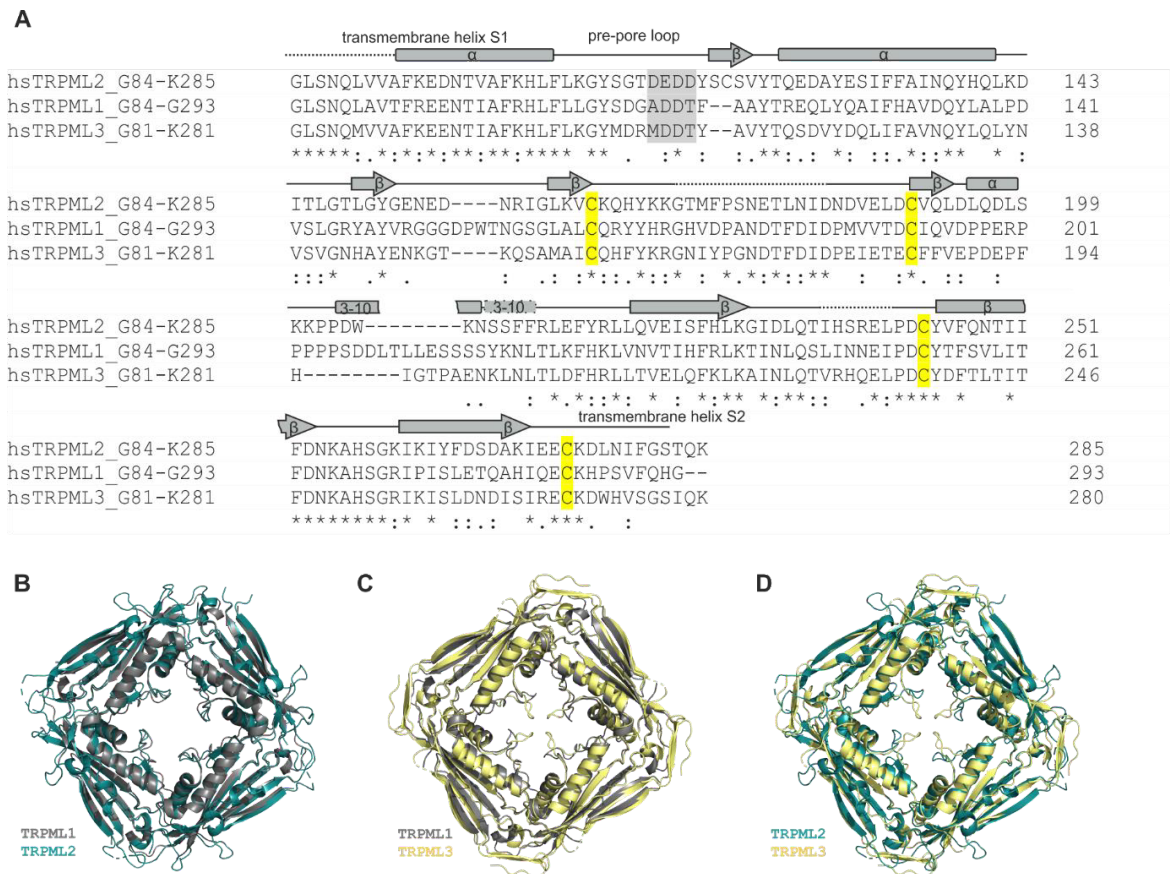 A
transmembrane helix S1 pre-pore loop
α β α
hsTRPML2_G84-K285 GLSNQLVVAFKEDNTVAFKHLFLKGYSGTDEDDYSCSVYTQEDAYESIFFAINQYHQLKD 143
hsTRPML1_G84-G293 GLSNQLAVTFREENTIAFRHLFLLGYSDGADDTF--AAYTREQLYQAIFHAVDQYLALPD 141
hsTRPML3_G81-K281 GLSNQMVVAFKEENTIAFKHLFLKGYMDRMDDTY--AVYTQSDVYDQLIFAVNQYLQLYN 138
β β β α
hsTRPML2_G84-K285 ITLGTLGYGENED----NRIGLKVCKQHYKKGTMFPSNETLNIDNDVELDCVQLDLQDLS 199
hsTRPML1_G84-G293 VSLGRYAYVRGGGDPWTNGSGLALCQRYYHRGHVDPANDTFDIDPMVVTDCIQVDPPERP 201
hsTRPML3_G81-K281 VSVGNHAYENKGT----KQSAMAICQHFYKRGNIYPGNDTFDIDPEIETECFFVEPDEPF 194
3-10 3-10 β β
hsTRPML2_G84-K285 KKPPDW--------KNSSFFRLEFYRLLQVEISFHLKGIDLQTIHSRELPDCYVFQNTII 251
hsTRPML1_G84-G293 PPPPSDDLTLLESSSSYKNLTLKFHKLVNVTIHFRLKTINLQSLINNEIPDCYTFSVLIT 261
hsTRPML3_G81-K281 H-------IGTPAENKLNLTLDFHRLLTVELQFKLKAINLQTVRHQELPDCYDFTLTIT 246
β β transmembrane helix S2
hsTRPML2_G84-K285 FDNKAHSGKIKIYFDSDAKIEECKDLNIFGSTQK 285
hsTRPML1_G84-G293 FDNKAHSGRIPISLETQAHIQECKHPSVFQHG-- 293
hsTRPML3_G81-K281 FDNKAHSGRIKISLDNDISIRECKDWHVSGSIQK 280
B C D
TRPML1 TRPML1 TRPML2
TRPML2 TRPML3 TRPML3